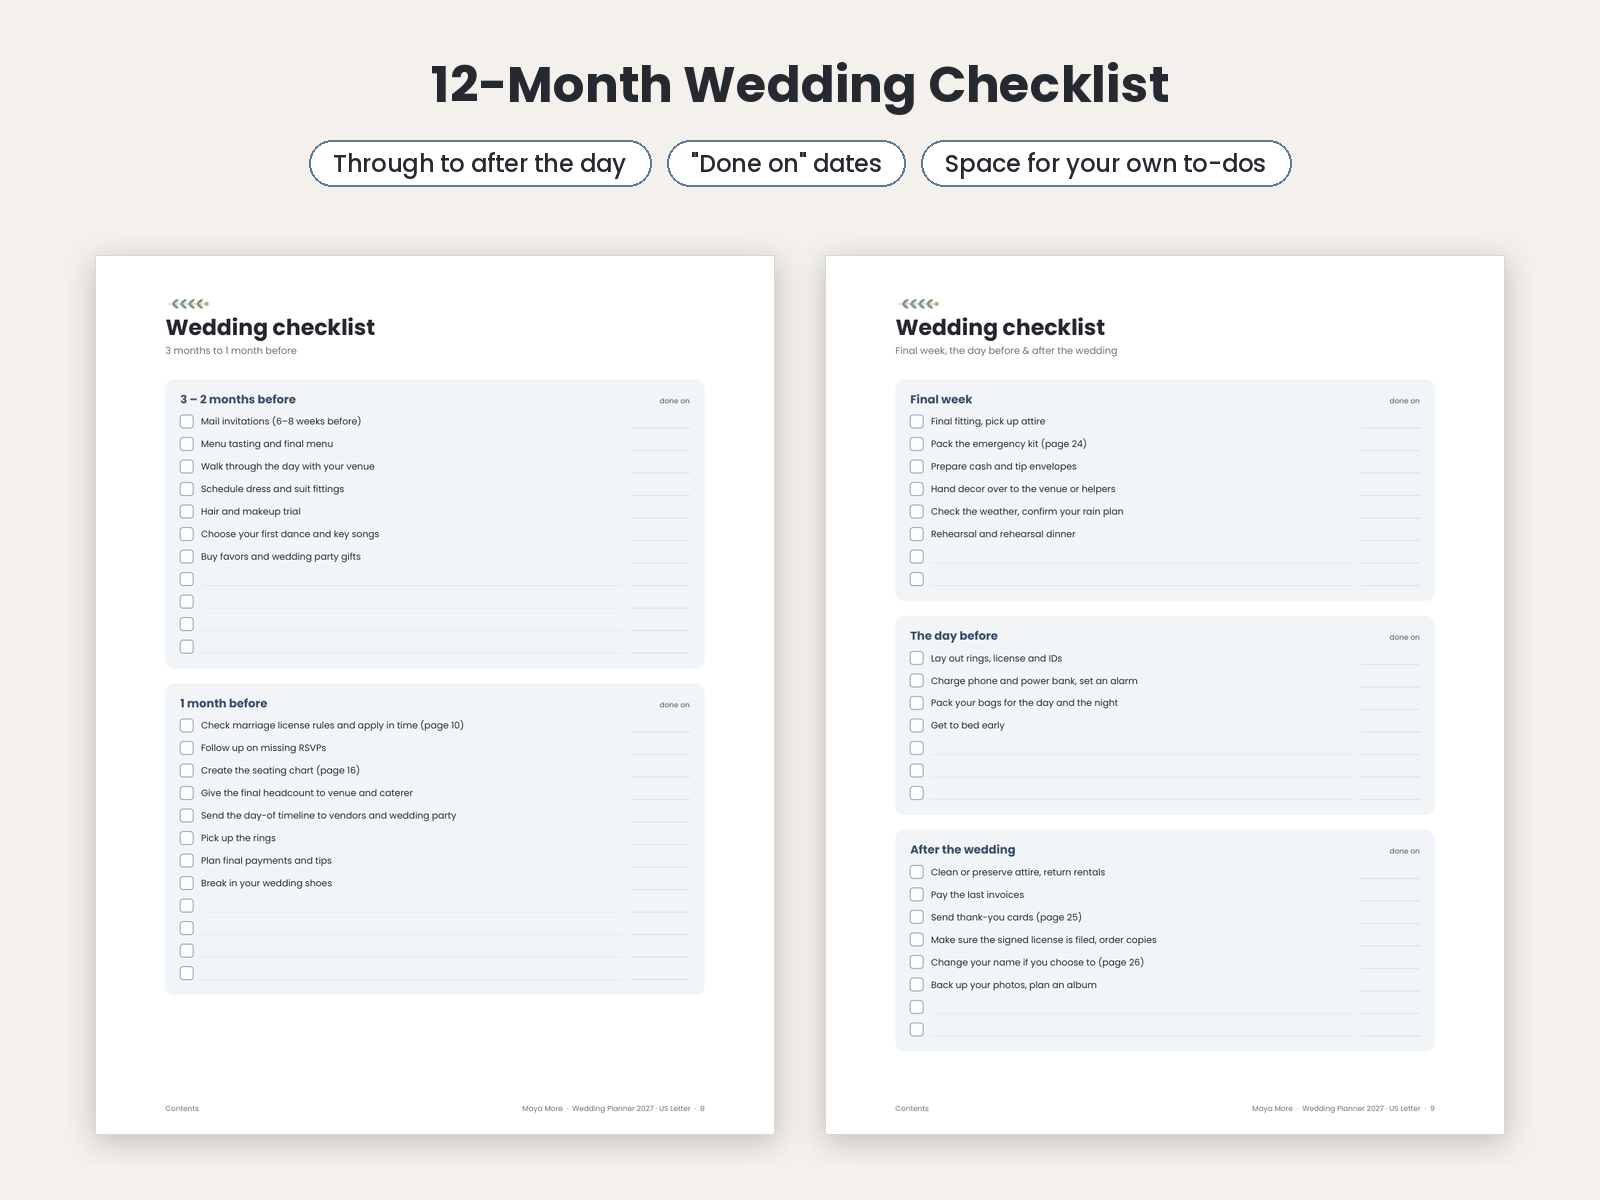 12-Month Wedding Checklist
Through to after the day
"Done on" dates
Space for your own to-dos
Wedding checklist
3 months to 1 month before
3 – 2 months before
done on
Mail invitations (6–8 weeks before)
Menu tasting and final menu
Walk through the day with your venue
Schedule dress and suit fittings
Hair and makeup trial
Choose your first dance and key songs
Buy favors and wedding party gifts
1 month before
done on
Check marriage license rules and apply in time (page 10)
Follow up on missing RSVPs
Create the seating chart (page 16)
Give the final headcount to venue and caterer
Send the day-of timeline to vendors and wedding party
Pick up the rings
Plan final payments and tips
Break in your wedding shoes
Contents
Maya More · Wedding Planner 2027 · US Letter · 8
Wedding checklist
Final week, the day before & after the wedding
Final week
done on
Final fitting, pick up attire
Pack the emergency kit (page 24)
Prepare cash and tip envelopes
Hand decor over to the venue or helpers
Check the weather, confirm your rain plan
Rehearsal and rehearsal dinner
The day before
done on
Lay out rings, license and IDs
Charge phone and power bank, set an alarm
Pack your bags for the day and the night
Get to bed early
After the wedding
done on
Clean or preserve attire, return rentals
Pay the last invoices
Send thank-you cards (page 25)
Make sure the signed license is filed, order copies
Change your name if you choose to (page 26)
Back up your photos, plan an album
Contents
Maya More · Wedding Planner 2027 · US Letter · 9